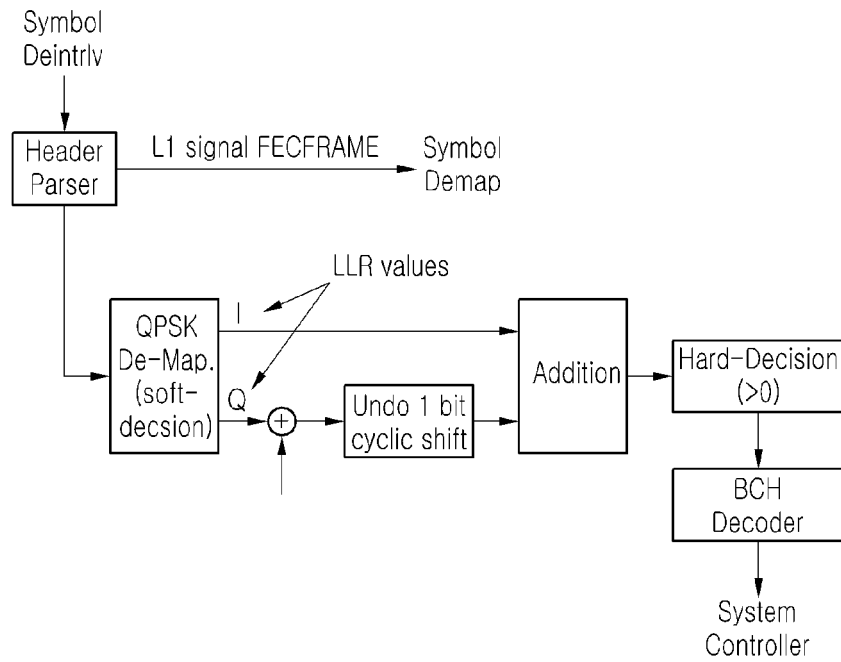 Symbol
Deintrlv
Header
Parser
L1 signal FECFRAME
Symbol
Demap
LLR values
QPSK
De-Map.
(soft-
decsion)
I
Q
Undo 1 bit
cyclic shift
Addition
Hard-Decision
(>0)
BCH
Decoder
System
Controller